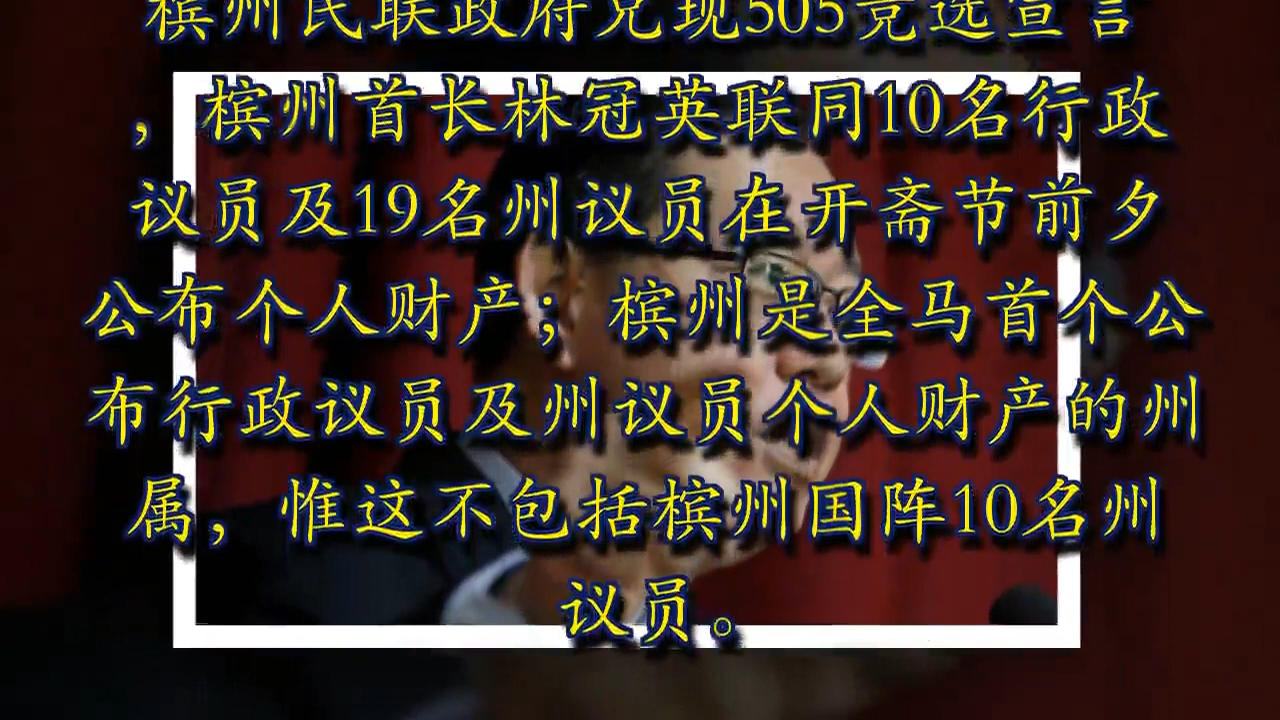 槟州民联政府兑现505竞选宣言
，槟州首长林冠英联同10名行政
议员及19名州议员在开斋节前夕
公布个人财产；槟州是全马首个公
布行政议员及州议员个人财产的州
属，惟这不包括槟州国阵10名州
议员。